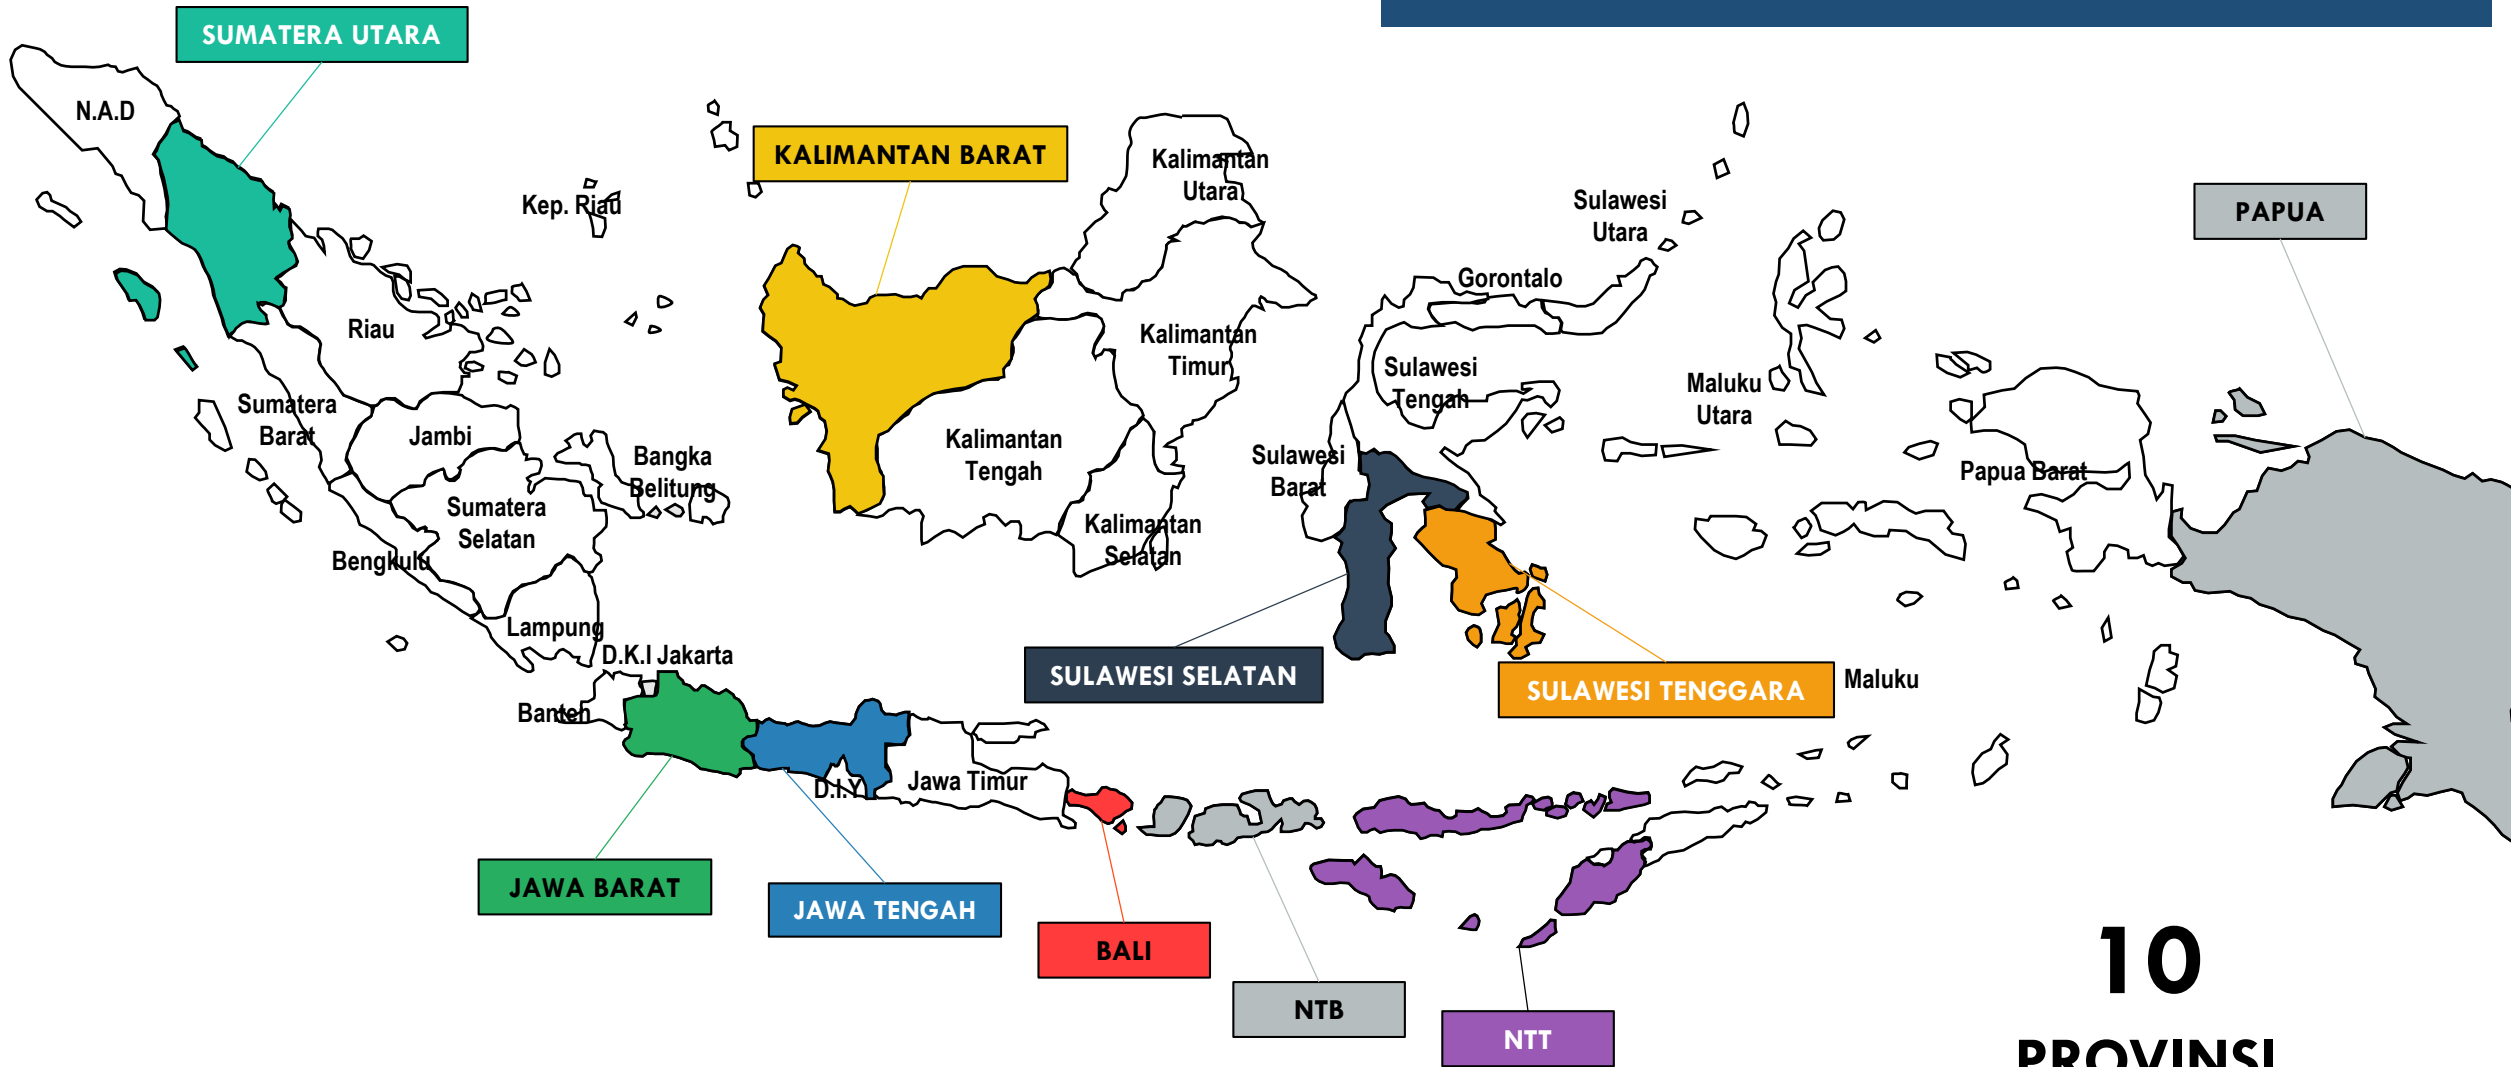 SUMATERA UTARA
N.A.D
KALIMANTAN BARAT
Kalimantan
Utara
Kep. Riau
Sulawesi
Utara
PAPUA
Gorontalo
Riau
Kalimantan
Timur
Sulawesi
Tengah
Maluku
Utara
Sumatera
Barat
Jambi
Kalimantan
Tengah
Bangka
Belitung
Sulawesi
Barat
Papua Barat
Sumatera
Selatan
Kalimantan
Selatan
Bengkulu
Lampung
D.K.I Jakarta
SULAWESI SELATAN
SULAWESI TENGGARA
Maluku
Banten
D.I.Y
Jawa Timur
JAWA BARAT
JAWA TENGAH
BALI
NTB
NTT
10
PROVINSI